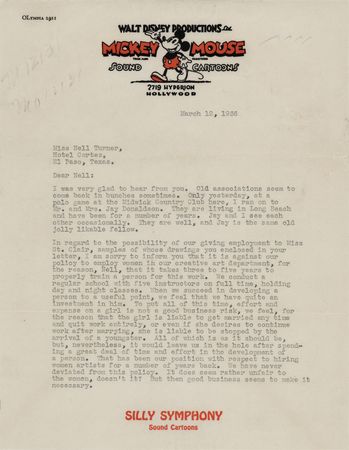 OLympia 2911
WALT DISNEY PRODUCTIONS Ltd.
MICKEY MOUSE
SOUND CARTOONS
2719 HYPERION
HOLLYWOOD
March 12, 1936
Miss Nell Turner,
Hotel Cortez,
El Paso, Texas.
Dear Nell:
I was very glad to hear from you. Old associations seem to
come back in bunches sometimes. Only yesterday, at a
polo game at the Midwick Country Club here, I ran on to
Mr. and Mrs. Jay Donaldson. They are living in Long Beach
and have been for a number of years. Jay and I see each
other occasionally. They are well, and Jay is the same old
jolly likable fellow.
In regard to the possibility of our giving employment to Miss
St. Clair, samples of whose drawings you enclosed in your
letter, I am sorry to inform you that it is against our
policy to employ women in our creative art department, for
the reason, Nell, that it takes three to five years to
properly train a person for this work. We conduct a
regular school with five instructors on full time, holding
day and night classes. When we succeed in developing a
person to a useful point, we feel that we have quite an
investment in him. To put all of this time, effort and
expense on a girl is not a good business risk, we feel, for
the reason that the girl is liable to get married any time
and quit work entirely, or even if she desires to continue
work after marrying, she is liable to be stopped by the
arrival of a youngster. All of which is as it should be,
but, nevertheless, it would leave us in the hole after spend-
ing a great deal of time and effort in the development of
a person. That has been our position with respect to hiring
women artists for a number of years back. We have never
deviated from this policy. It does seem rather unfair to
the women, doesn't it? But then good business seems to make it
necessary.
SILLY SYMPHONY
Sound Cartoons